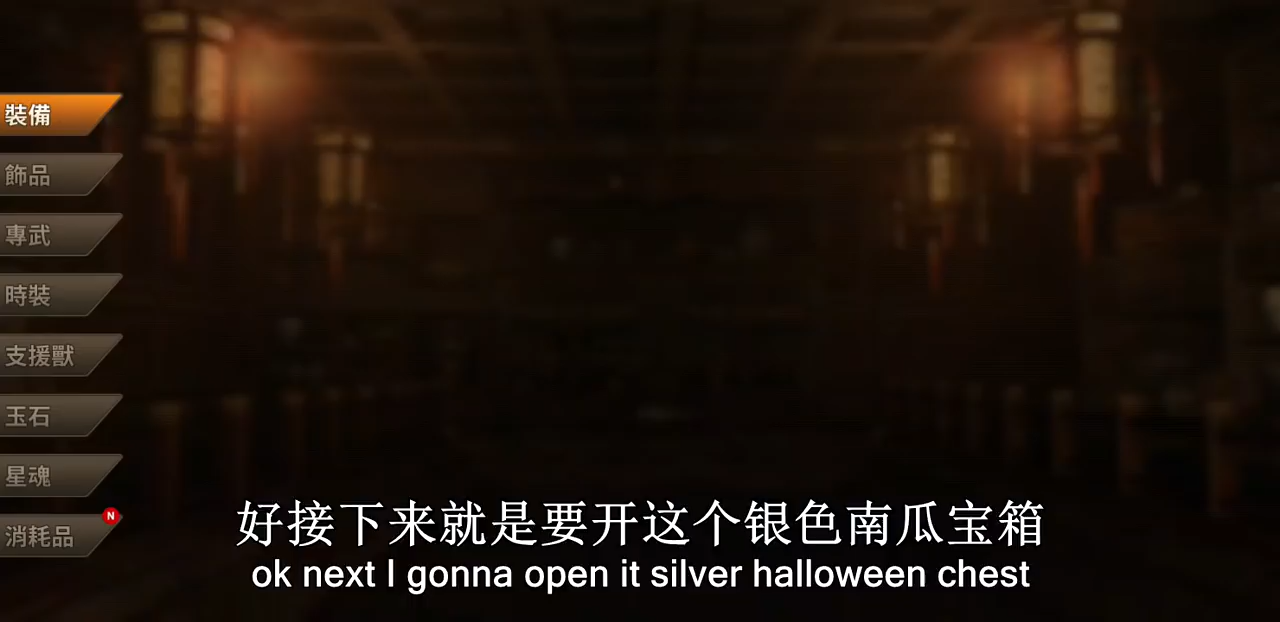 裝備
飾品
專武
時裝
支援獸
玉石
星魂
N
消耗品
好接下来就是要开这个银色南瓜宝箱
ok next I gonna open it silver halloween chest